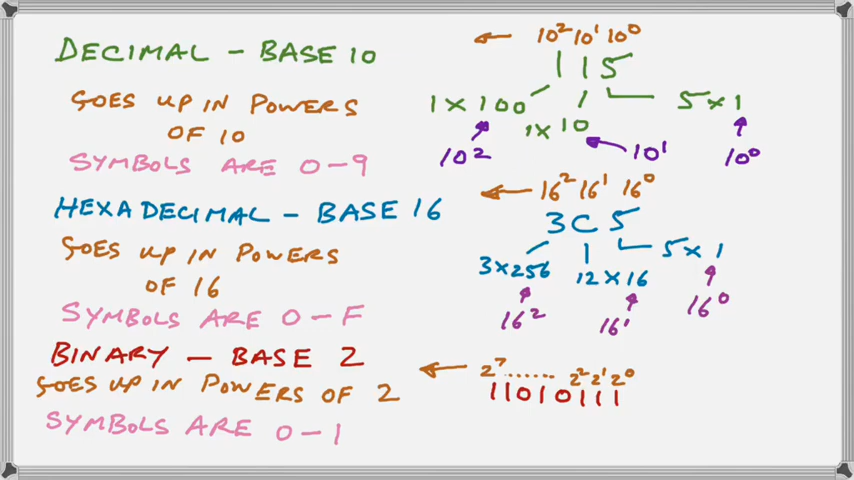 DECIMAL – BASE 10
GOES UP IN POWERS
OF 10
SYMBOLS ARE 0–9
10² 10¹ 10⁰
115
1 X 100
1 X 10
5 X 1
10²
10¹
10⁰
HEXADECIMAL – BASE 16
GOES UP IN POWERS
OF 16
SYMBOLS ARE 0–F
16² 16¹ 16⁰
3C5
3 X 256
12 X 16
5 X 1
16²
16¹
16⁰
BINARY – BASE 2
GOES UP IN POWERS OF 2
SYMBOLS ARE 0–1
2⁷ ....... 2² 2¹ 2⁰
11010111